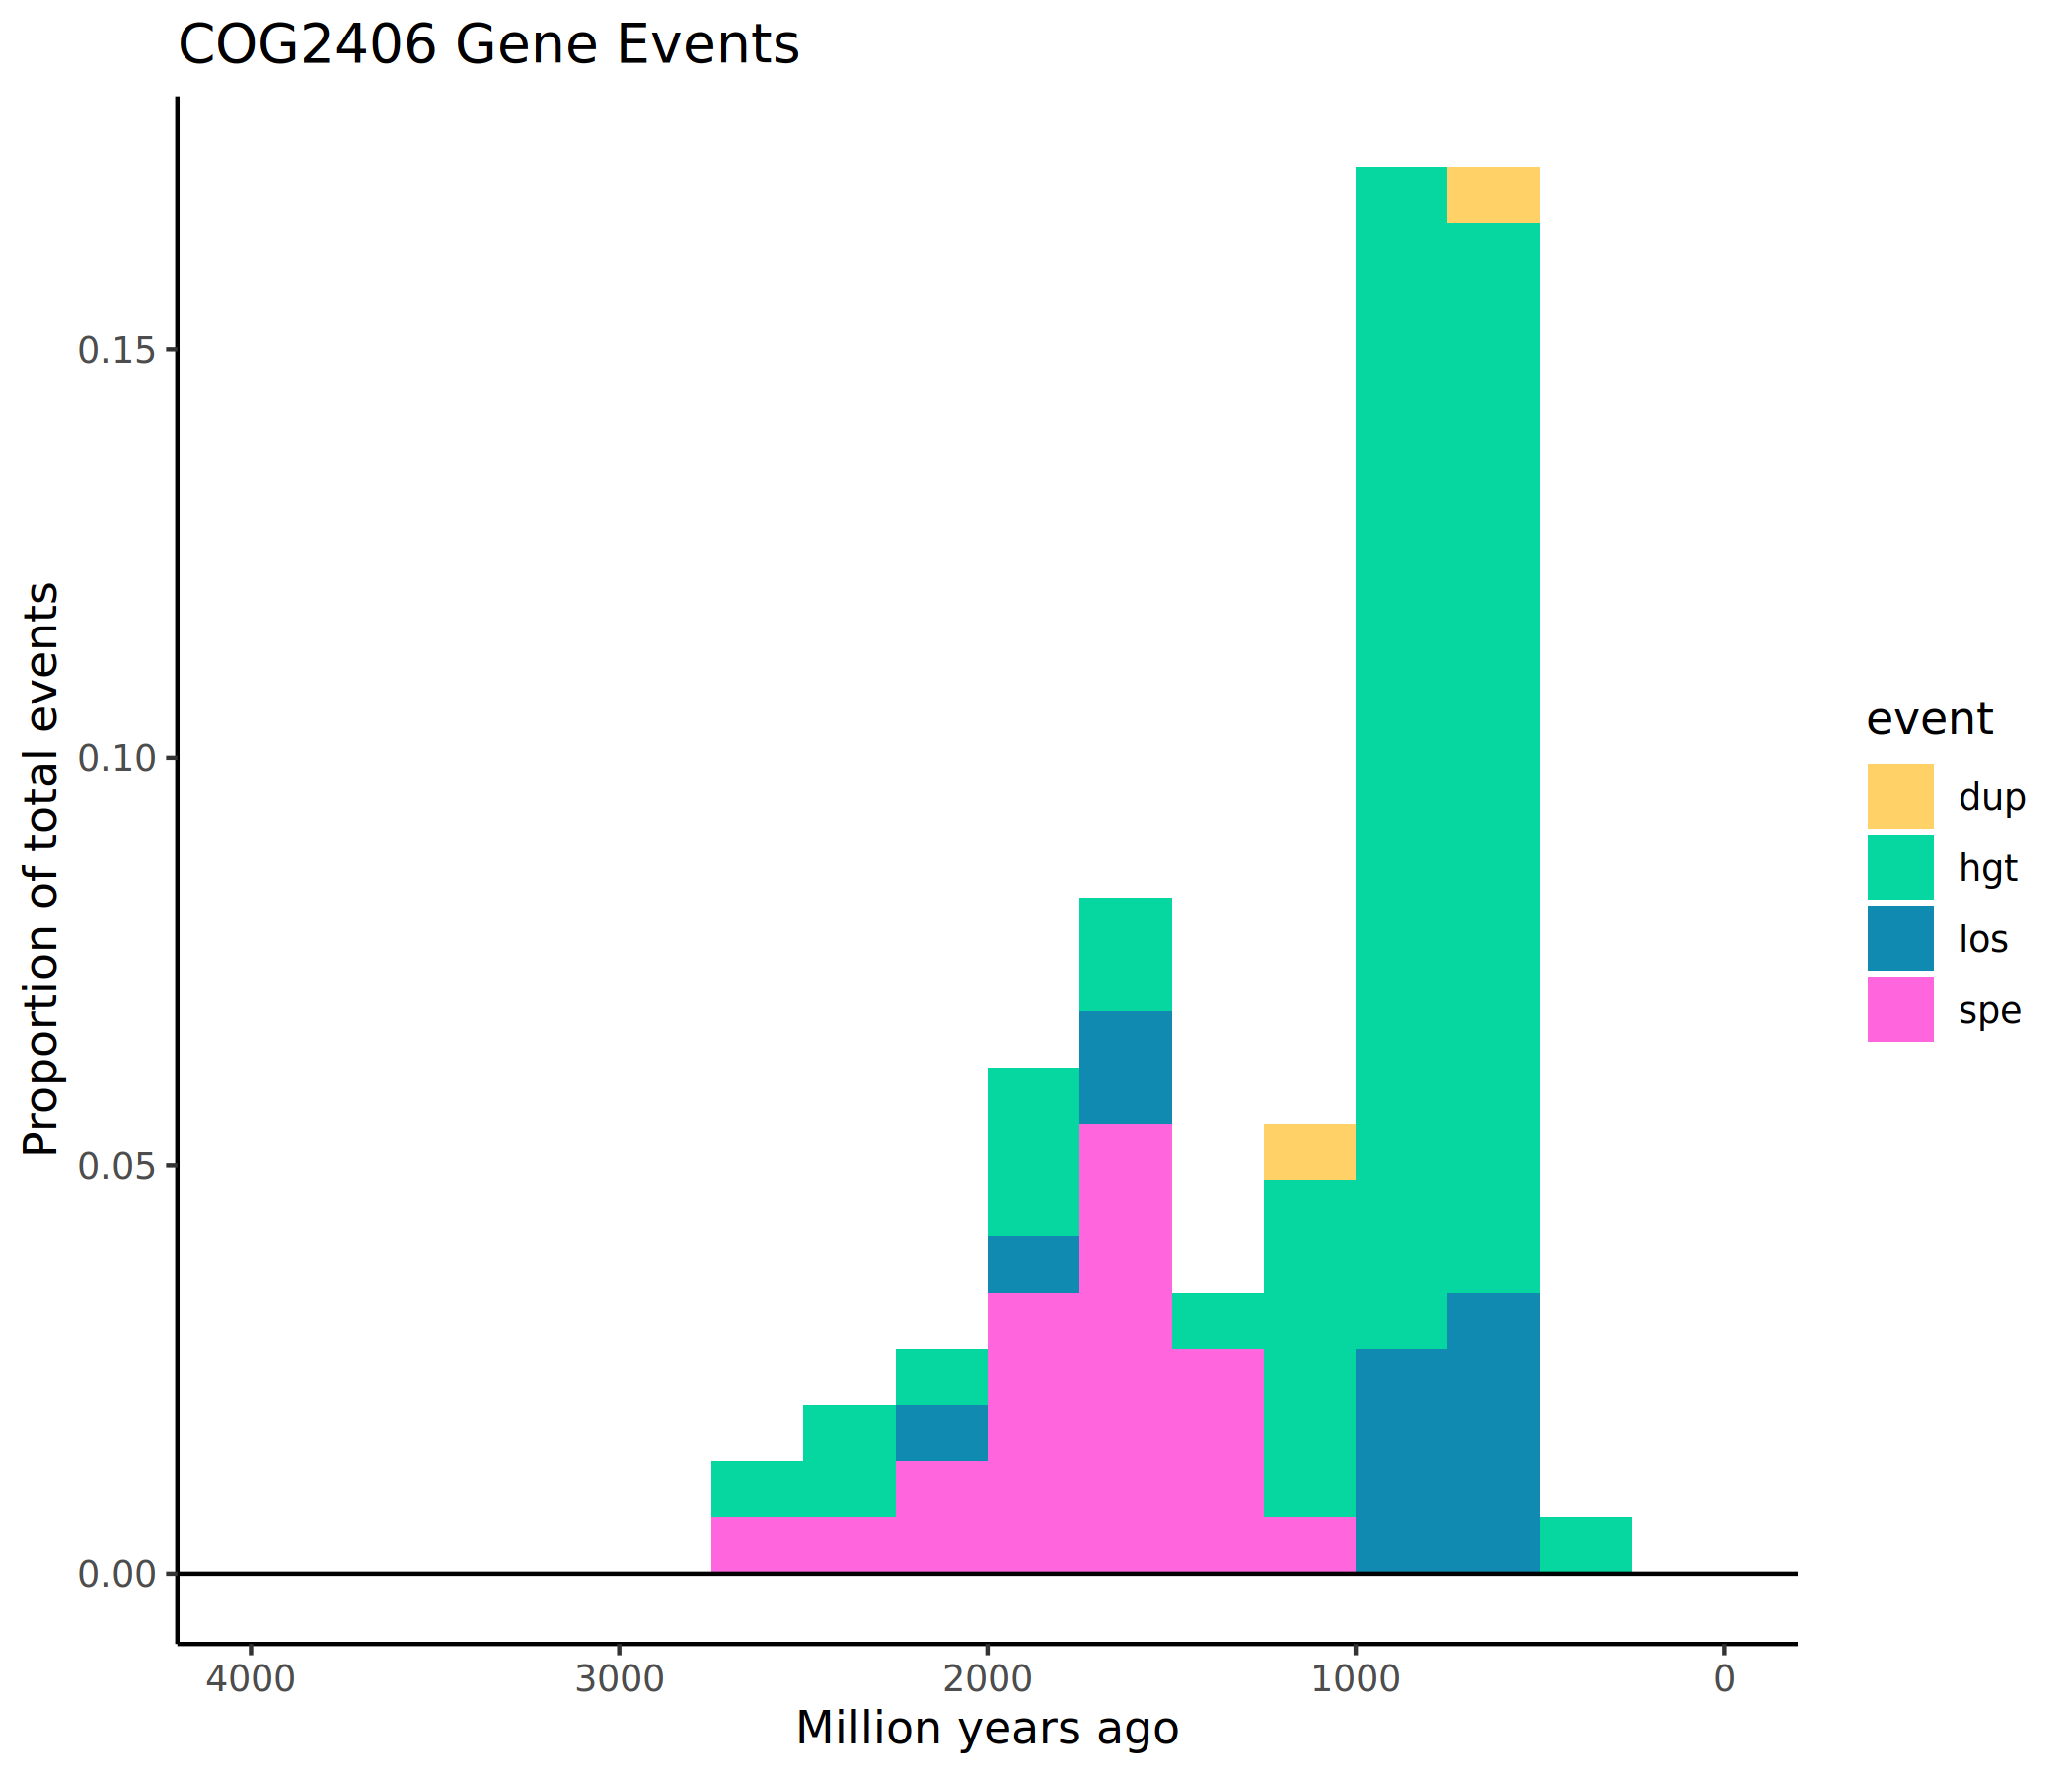 COG2406 Gene Events
Proportion of total events
0.15
0.10
0.05
0.00
4000 3000 2000 1000 0
Million years ago
event
dup
hgt
los
spe